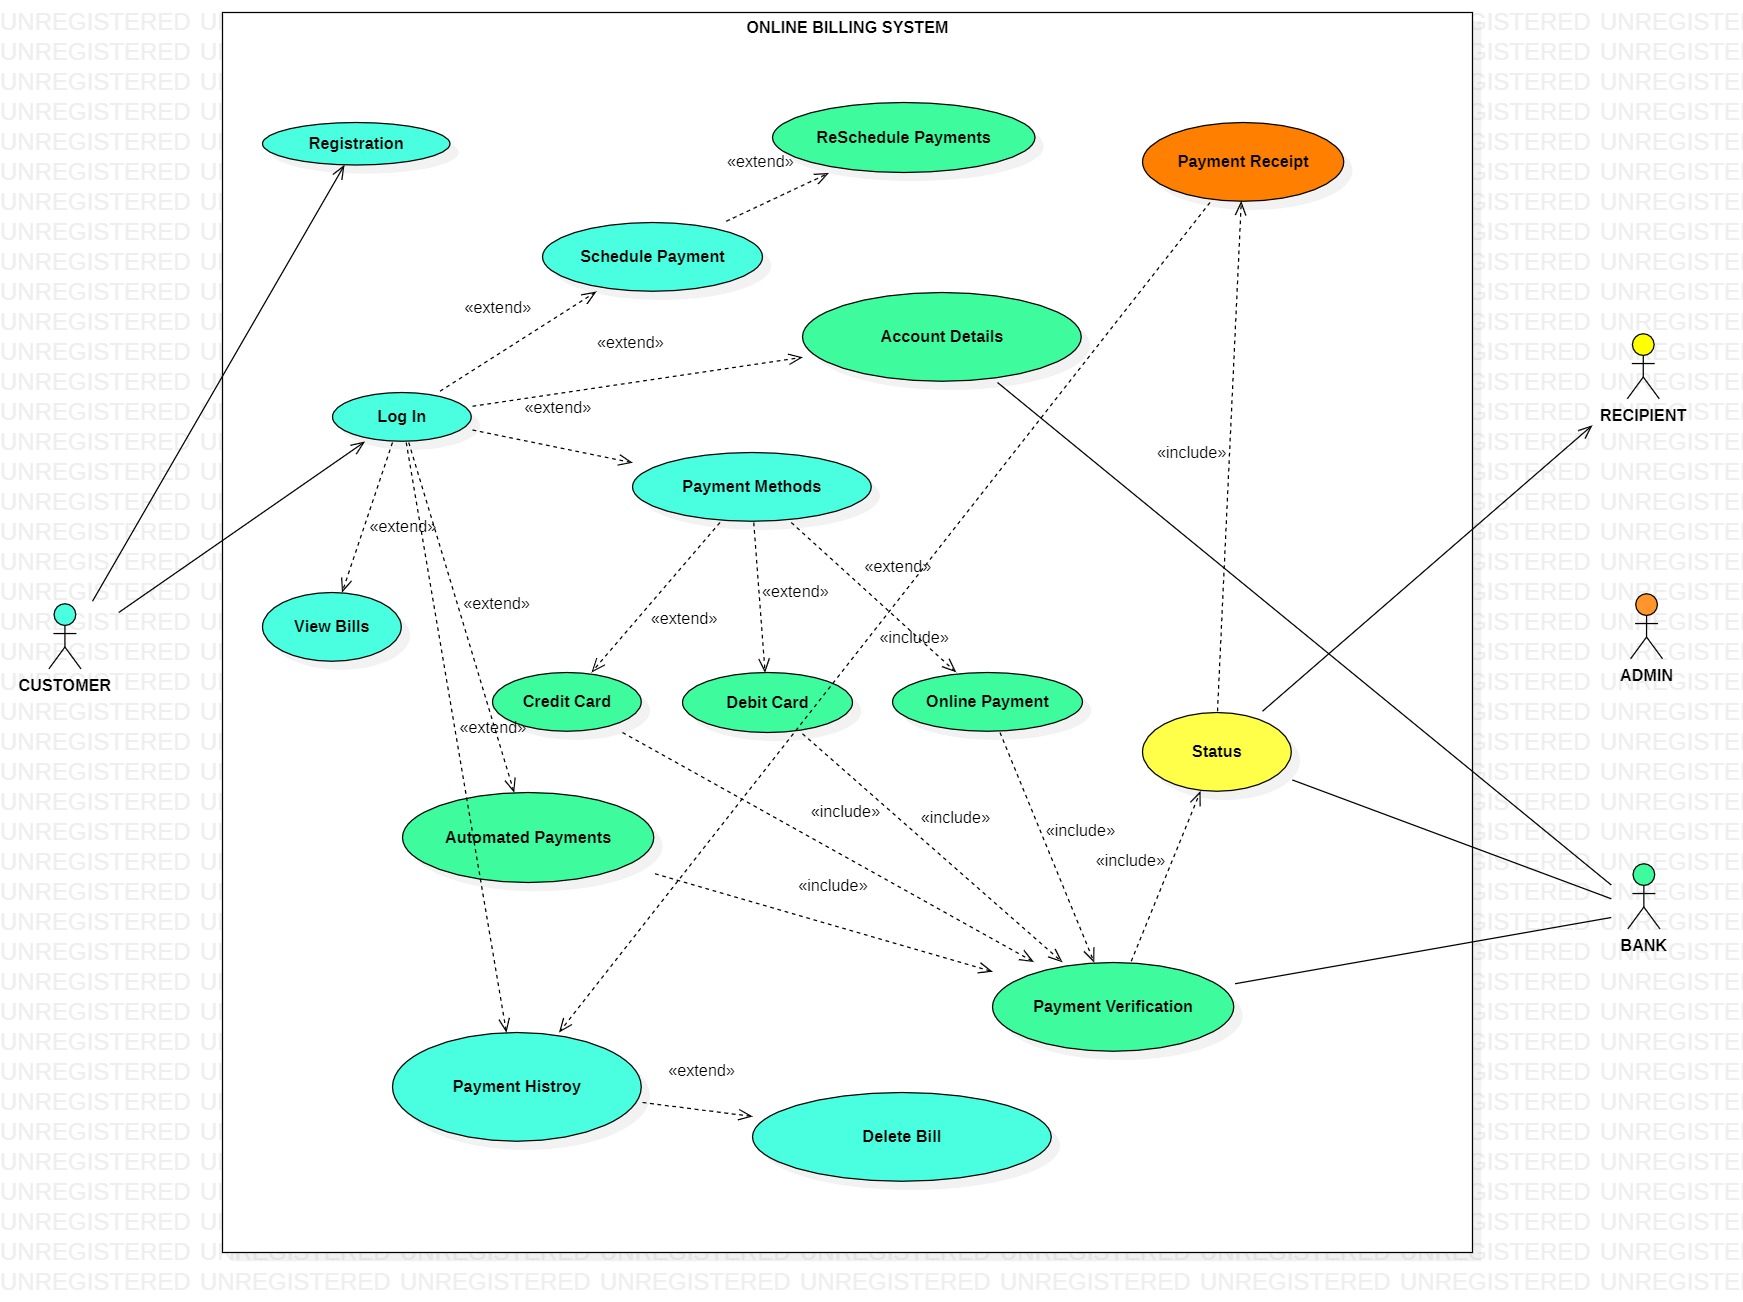 ONLINE BILLING SYSTEM
Registration
ReSchedule Payments
«extend»
Payment Receipt
Schedule Payment
«extend»
Account Details
«extend»
RECIPIENT
Log In
«extend»
«include»
Payment Methods
«extend»
«extend»
«extend»
«extend»
«extend»
View Bills
«include»
CUSTOMER
ADMIN
Credit Card
Debit Card
Online Payment
«extend»
Status
«include»
«include»
«include»
Automated Payments
«include»
«include»
BANK
Payment Verification
«extend»
Payment Histroy
Delete Bill
UNREGISTERED UNREGISTERED UNREGISTERED UNREGISTERED UNREGISTERED UNREGISTERED UNREGISTERED UNREGISTERED